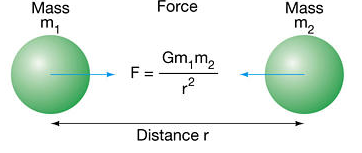 Mass Force Mass
m₁ m₂
F = Gm₁m₂ / r²
Distance r